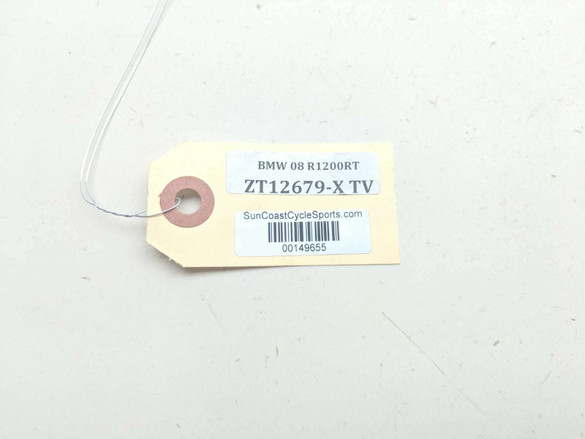 BMW 08 R1200RT
ZT12679-X TV
SunCoastCycleSports.com
00149655